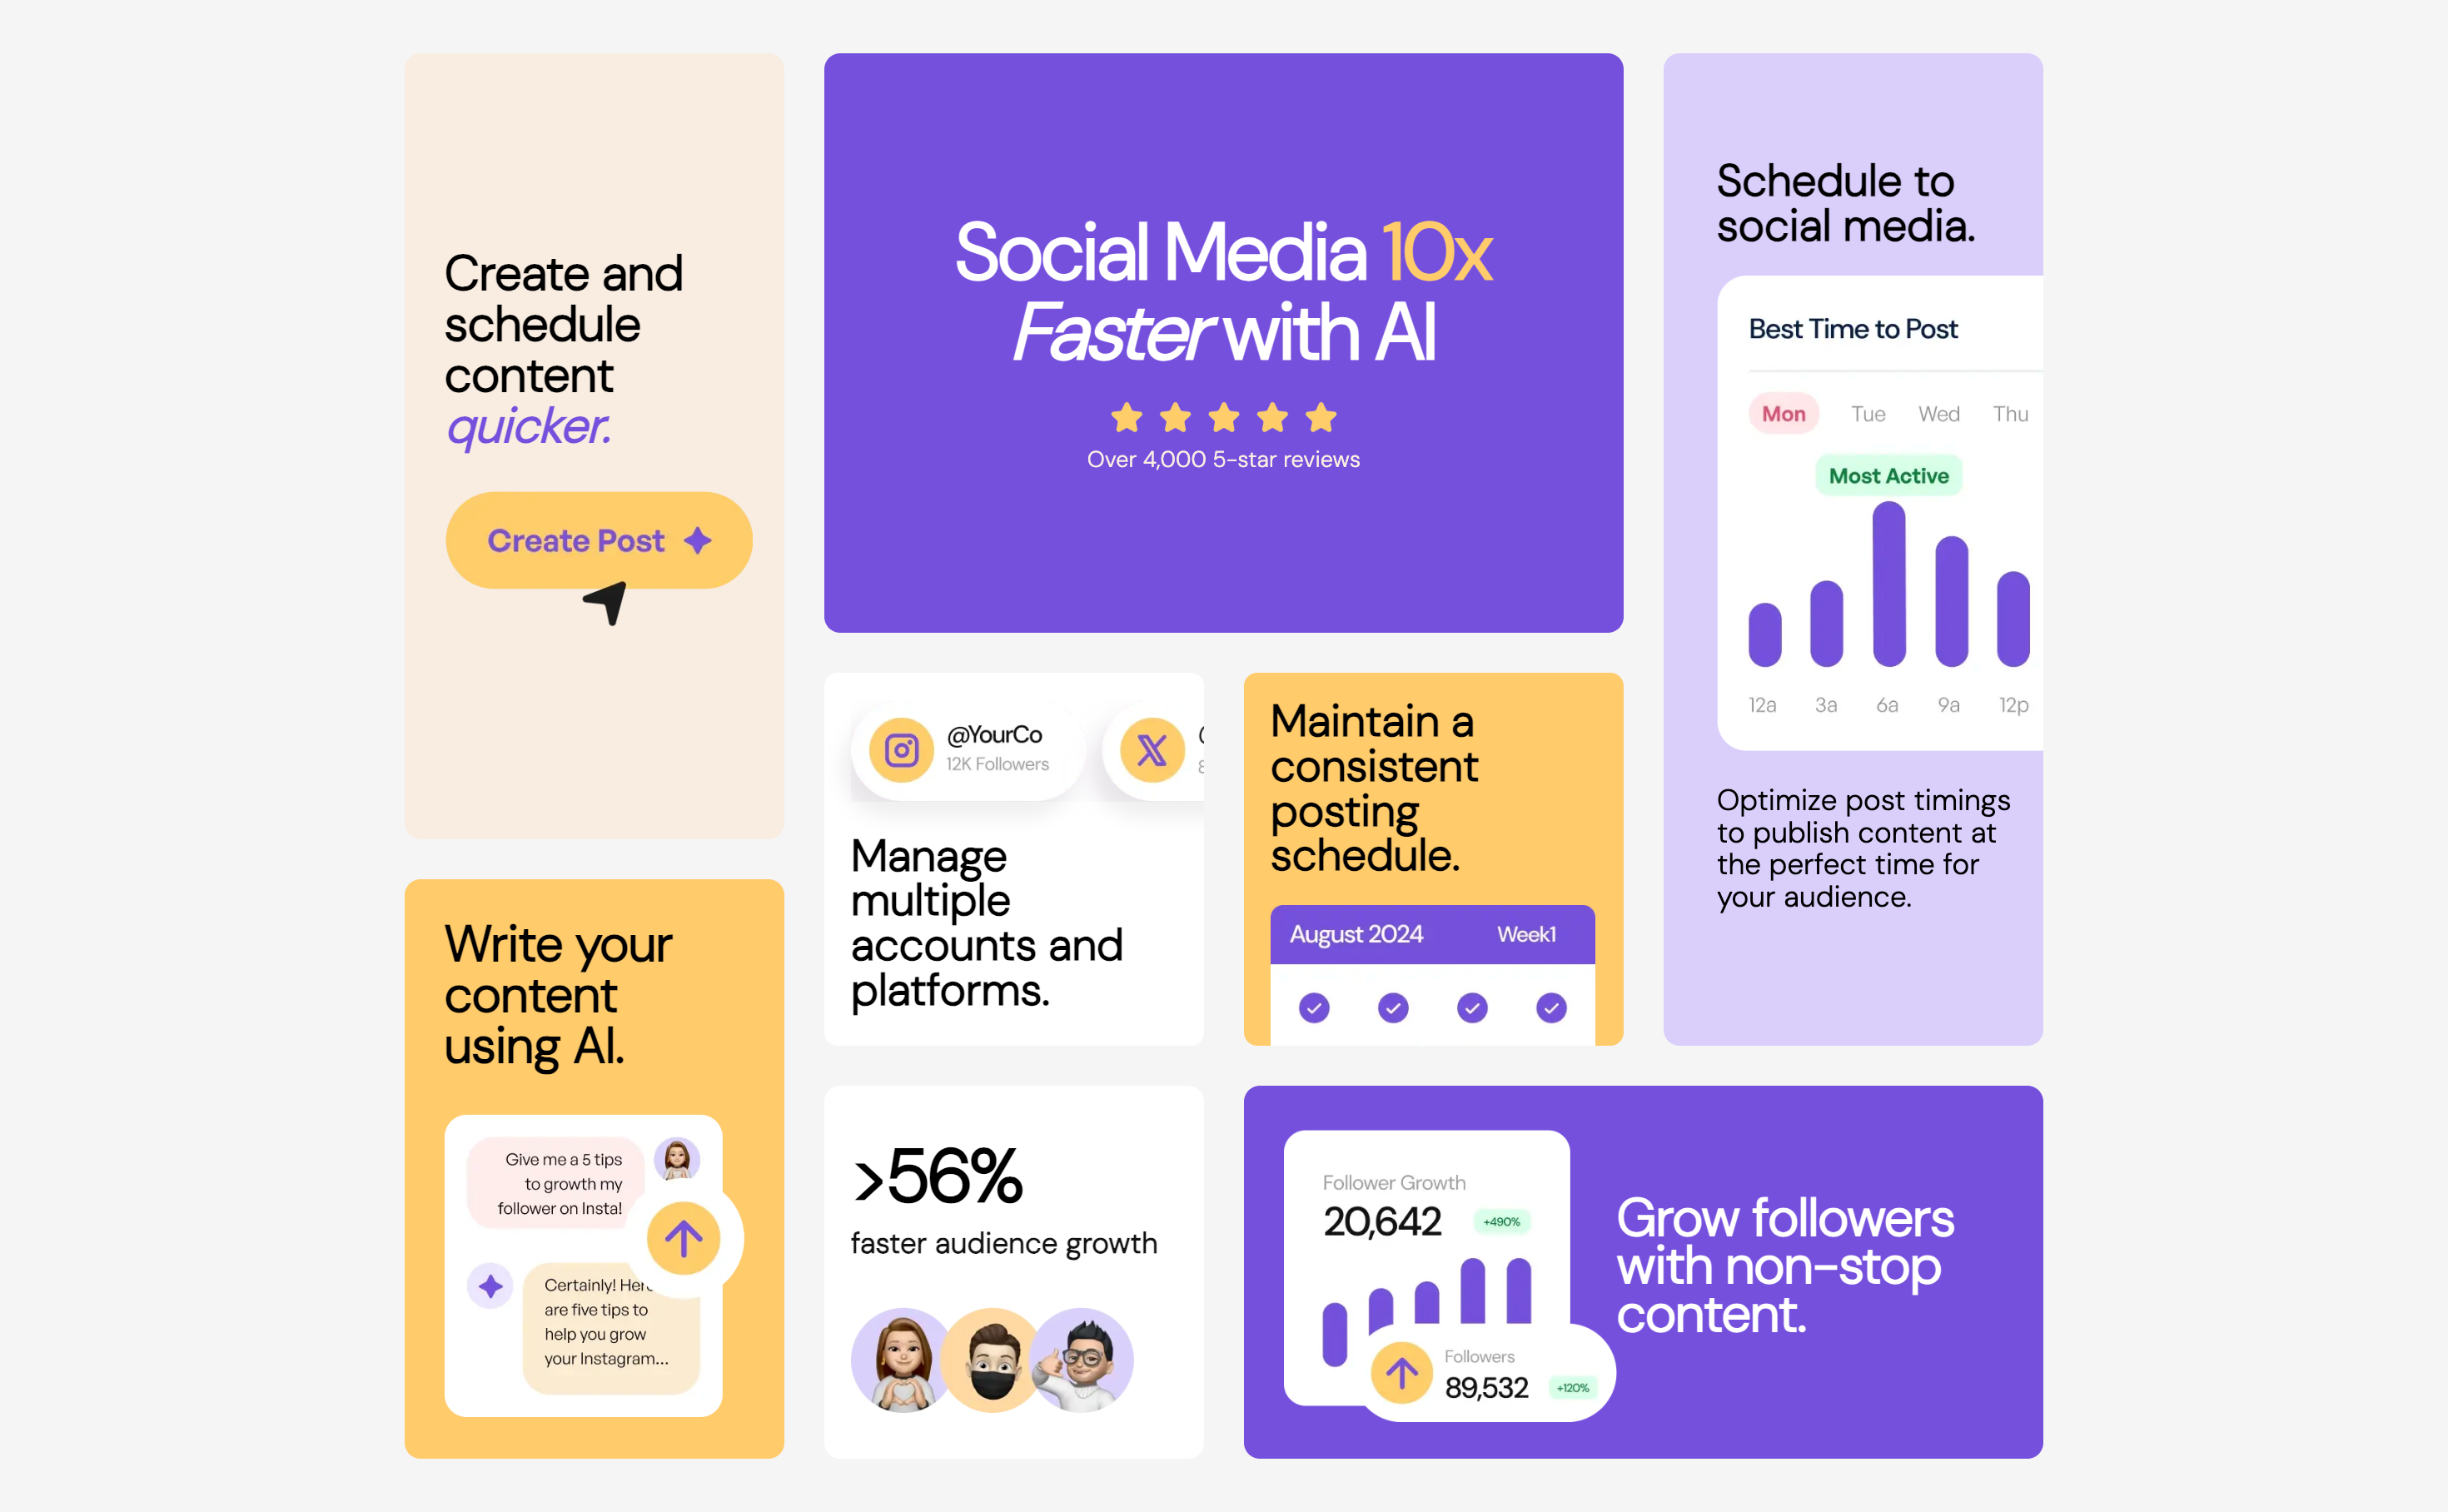 Create and
schedule
content
quicker.
Create Post
Social Media 10x
Faster with AI
Over 4,000 5-star reviews
Schedule to
social media.
Best Time to Post
Mon Tue Wed Thu
Most Active
12a 3a 6a 9a 12p
Optimize post timings
to publish content at
the perfect time for
your audience.
@YourCo
12K Followers
Manage
multiple
accounts and
platforms.
Maintain a
consistent
posting
schedule.
August 2024 Week1
Write your
content
using AI.
Give me a 5 tips
to growth my
follower on Insta!
Certainly!
are five tips to
help you grow
your Instagram...
>56%
faster audience growth
Follower Growth
20,642 +490%
Followers
89,532 +120%
Grow followers
with non-stop
content.